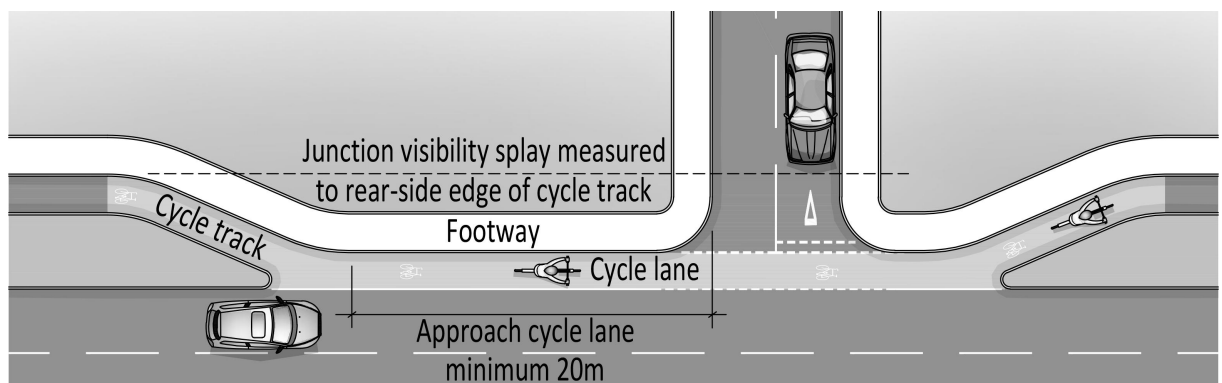 Junction visibility splay measured
to rear-side edge of cycle track
Cycle track
Footway
Cycle lane
Approach cycle lane
minimum 20m